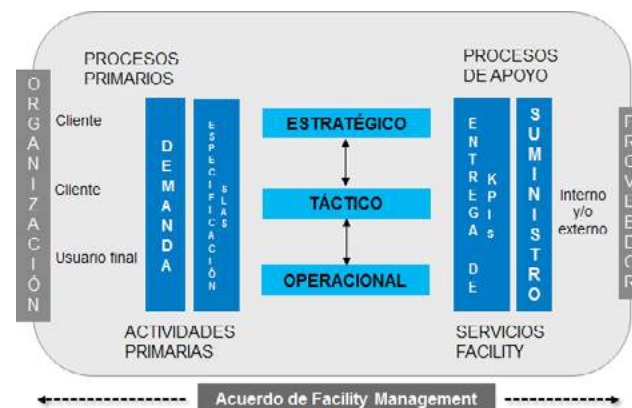 PROCESOS
PRIMARIOS
PROCESOS
DE APOYO
ORGANIZACIÓN
Cliente
Cliente
Usuario final
DEMANDA
ESPECIFICACIÓN
SLAS
ESTRATÉGICO
TÁCTICO
OPERACIONAL
ENTREGA DE
KPIS
SUMINISTRO
Interno
y/o
externo
PROVEEDOR
ACTIVIDADES
PRIMARIAS
SERVICIOS
FACILITY
Acuerdo de Facility Management